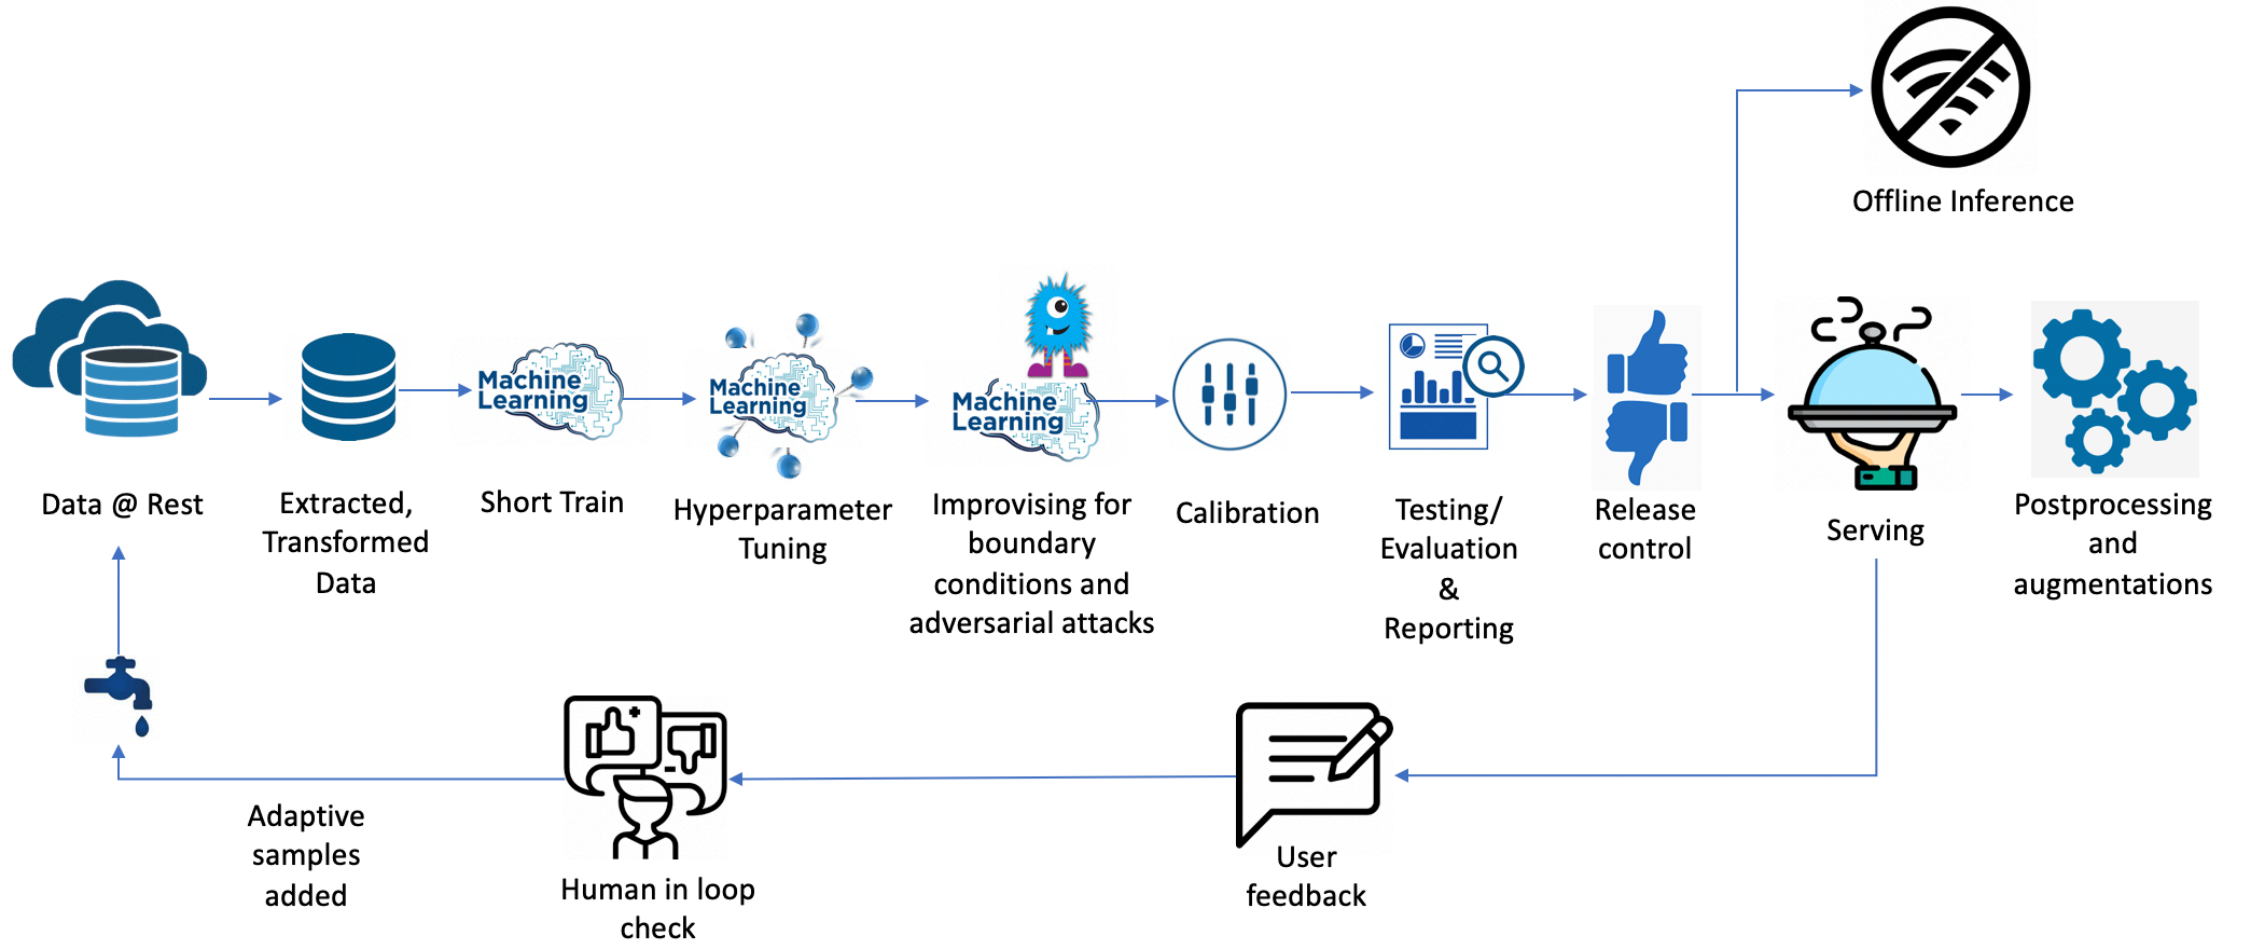 Offline Inference
Machine
Learning
Machine
Learning
Machine
Learning
Data @ Rest
Extracted,
Transformed
Data
Short Train
Hyperparameter
Tuning
Improvising for
boundary
conditions and
adversarial attacks
Calibration
Testing/
Evaluation
&
Reporting
Release
control
Serving
Postprocessing
and
augmentations
Adaptive
samples
added
Human in loop
check
User
feedback